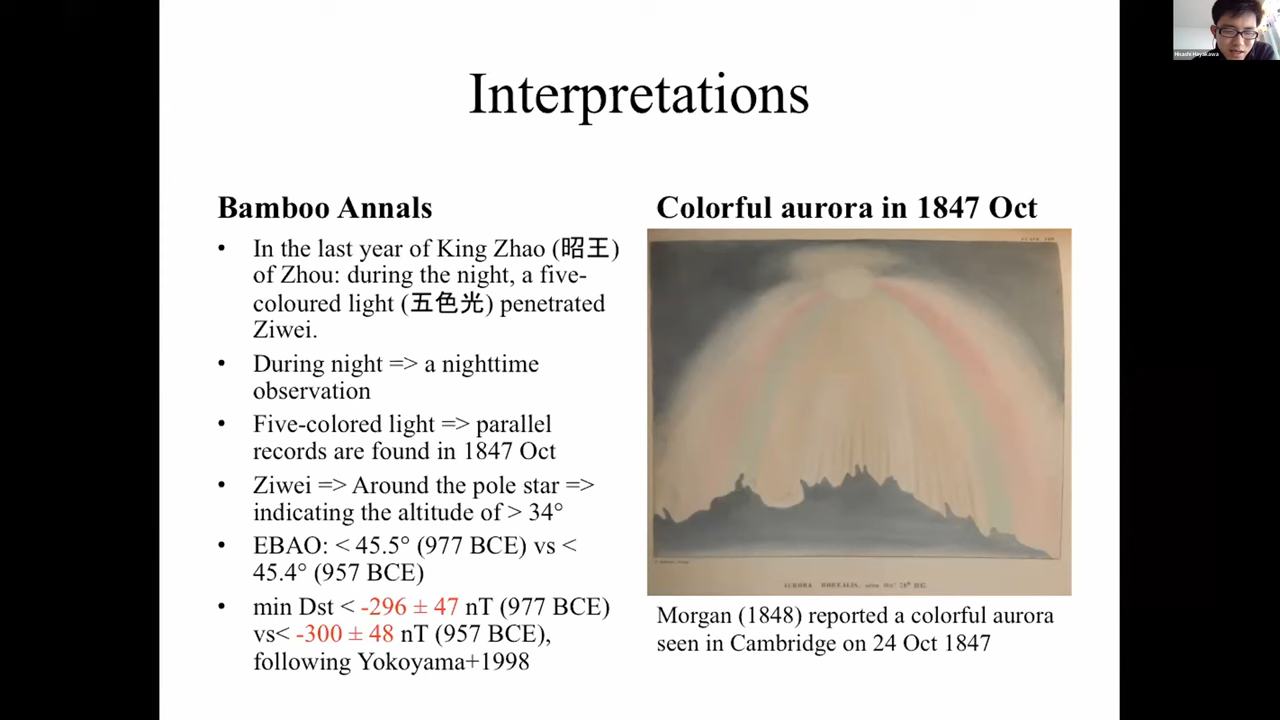 Interpretations
Hisashi Hayakawa
Bamboo Annals
• In the last year of King Zhao (昭王)
of Zhou: during the night, a five-
coloured light (五色光) penetrated
Ziwei.
• During night => a nighttime
observation
• Five-colored light => parallel
records are found in 1847 Oct
• Ziwei => Around the pole star =>
indicating the altitude of > 34°
• EBAO: < 45.5° (977 BCE) vs <
45.4° (957 BCE)
• min Dst < -296 ± 47 nT (977 BCE)
vs< -300 ± 48 nT (957 BCE),
following Yokoyama+1998
Colorful aurora in 1847 Oct
AURORA BOREALIS,
Morgan (1848) reported a colorful aurora
seen in Cambridge on 24 Oct 1847